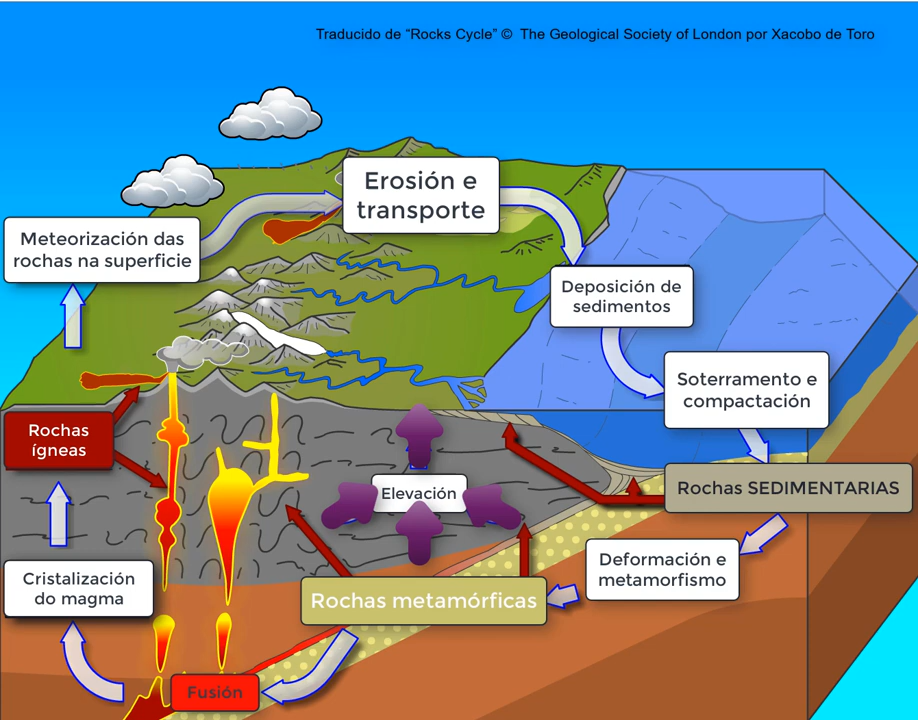 Traducido de “Rocks Cycle” © The Geological Society of London por Xacobo de Toro
Erosión e
transporte
Meteorización das
rochas na superficie
Deposición de
sedimentos
Soterramento e
compactación
Rochas
ígneas
Elevación
Rochas SEDIMENTARIAS
Deformación e
metamorfismo
Cristalización
do magma
Rochas metamórficas
Fusión